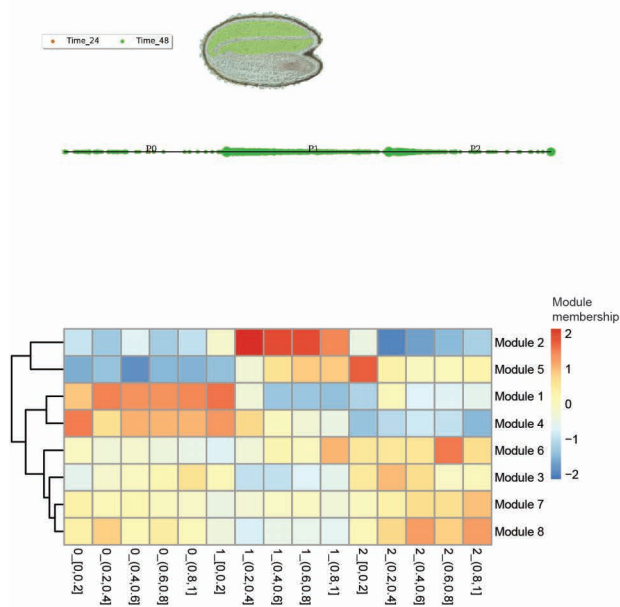 Time_24 Time_48
P0 P1 P2
Module
membership
2
1
0
−1
−2
Module 2
Module 5
Module 1
Module 4
Module 6
Module 3
Module 7
Module 8
0_[0,0.2]
0_(0.2,0.4]
0_(0.4,0.6]
0_(0.6,0.8]
0_(0.8,1]
1_[0,0.2]
1_(0.2,0.4]
1_(0.4,0.6]
1_(0.6,0.8]
1_(0.8,1]
2_[0,0.2]
2_(0.2,0.4]
2_(0.4,0.6]
2_(0.6,0.8]
2_(0.8,1]